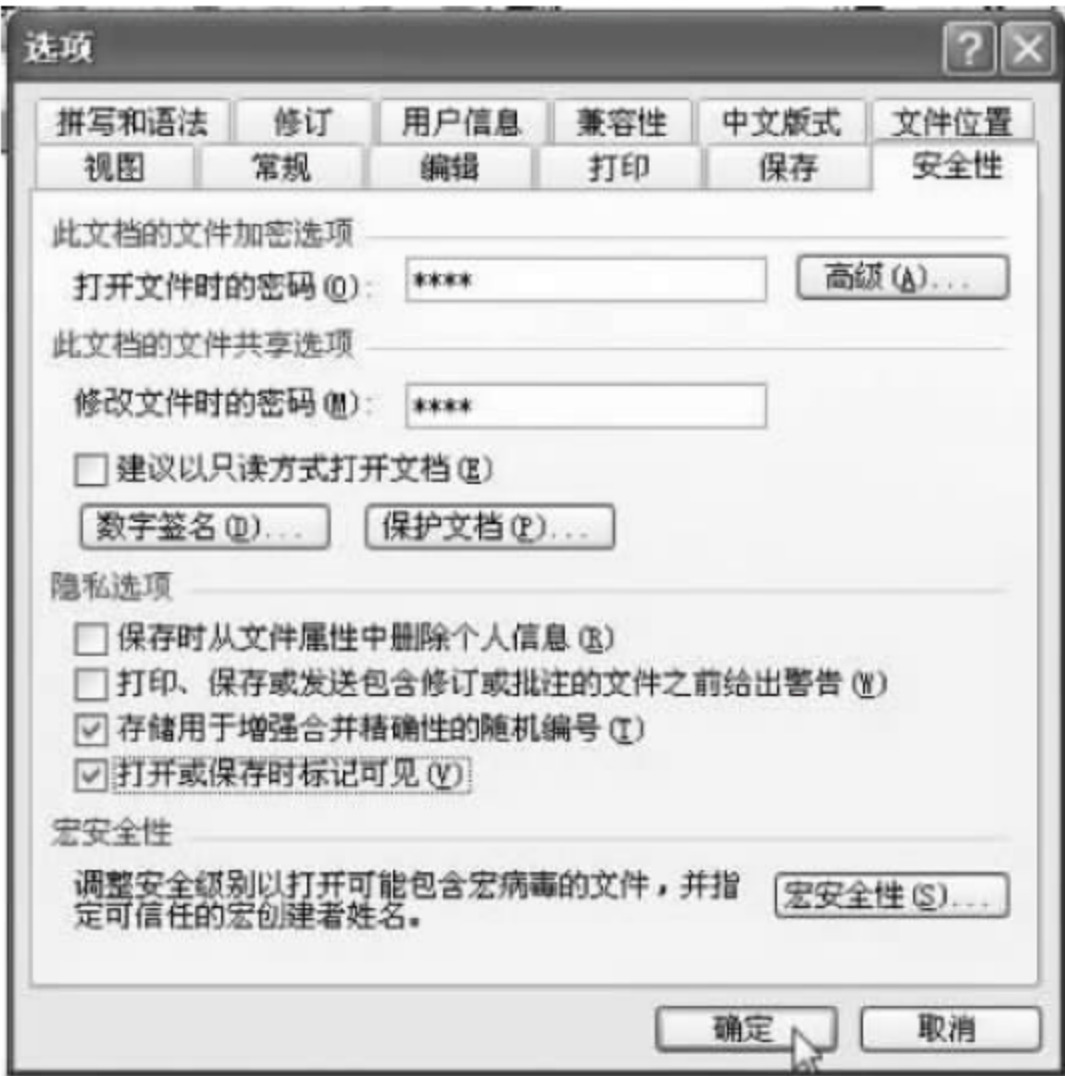 选项
拼写和语法 修订 用户信息 兼容性 中文版式 文件位置
视图 常规 编辑 打印 保存 安全性
此文档的文件加密选项
打开文件时的密码(O): **** 高级(A)...
此文档的文件共享选项
修改文件时的密码(M): ****
建议以只读方式打开文档(E)
数字签名(D)... 保护文档(P)...
隐私选项
保存时从文件属性中删除个人信息(R)
打印、保存或发送包含修订或批注的文件之前给出警告(W)
存储用于增强合并精确性的随机编号(T)
打开或保存时标记可见(V)
宏安全性
调整安全级别以打开可能包含宏病毒的文件，并指
定可信任的宏创建者姓名。 宏安全性(S)...
确定 取消